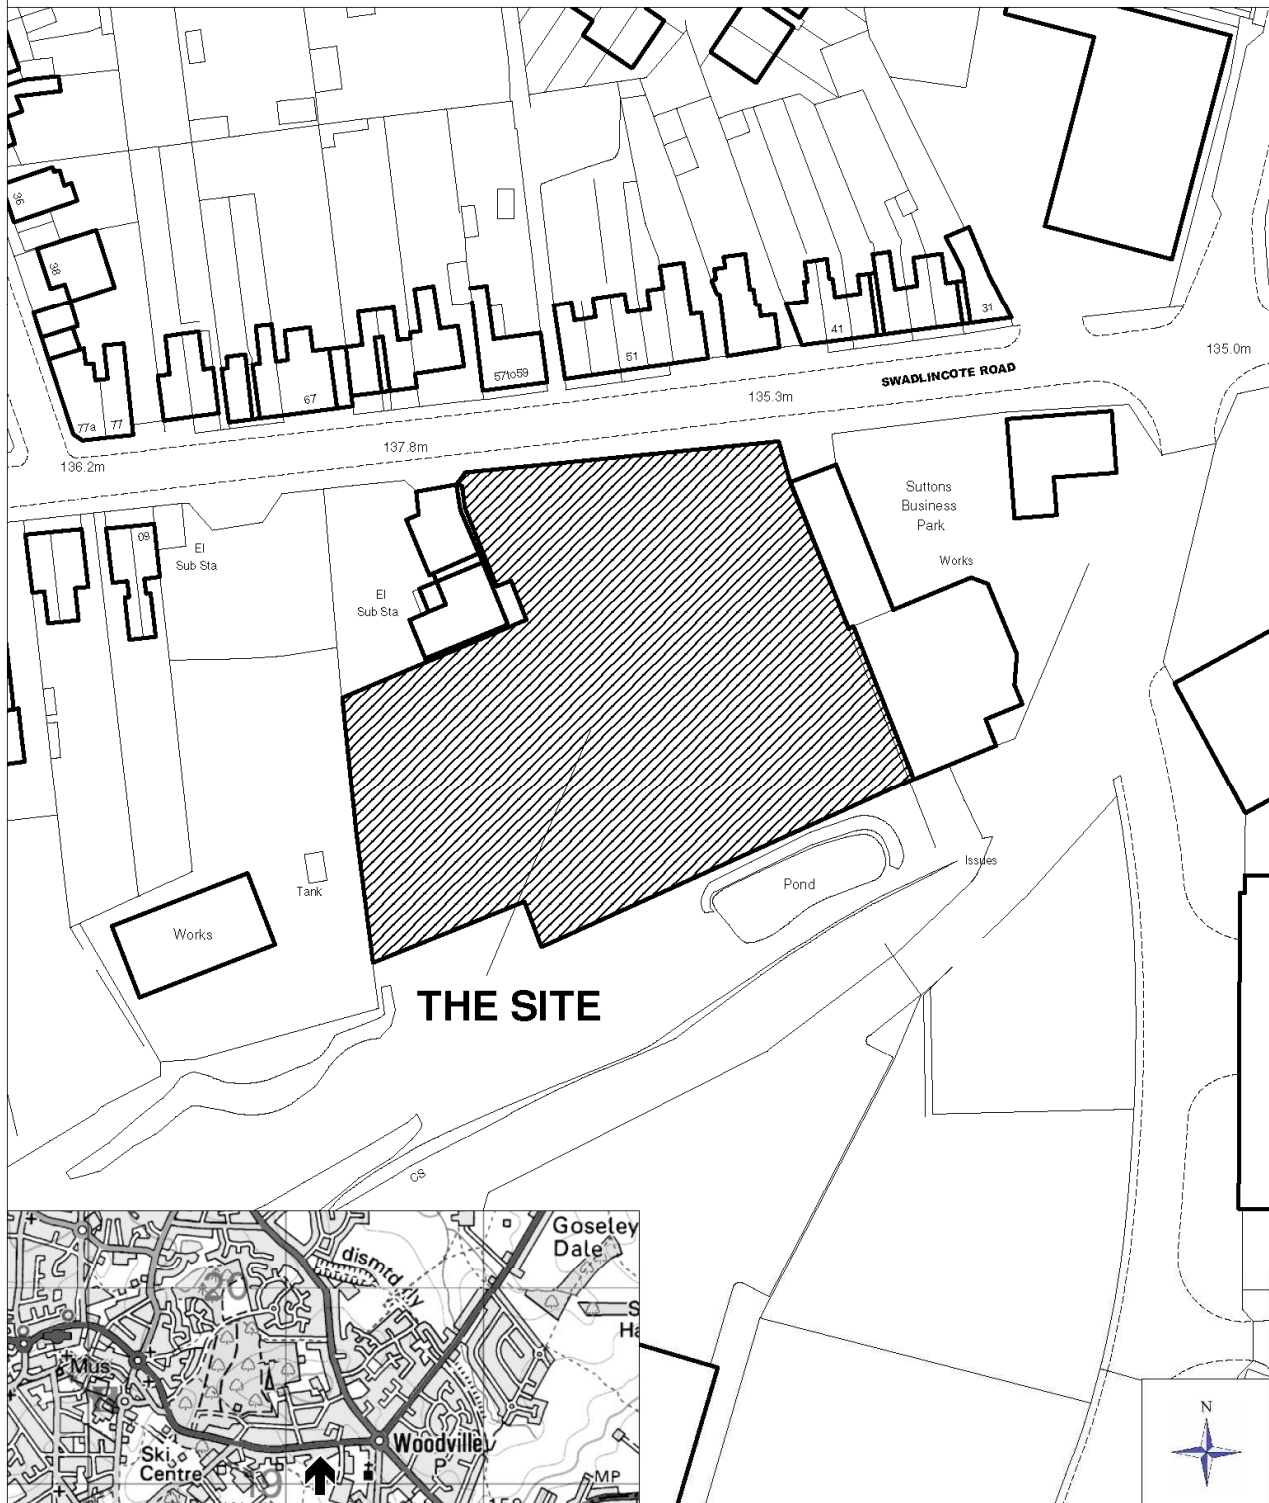 36
38
77a
77
67
57to59
51
41
31
SWADLINCOTE ROAD
135.0m
135.3m
137.8m
136.2m
El
Sub Sta
El
Sub Sta
Suttons
Business
Park
Works
Pond
Issues
Tank
Works
THE SITE
CS
Goseley
Dale
dismtd rly
Mus
Ski
Centre
Woodville
P
MP
19
N